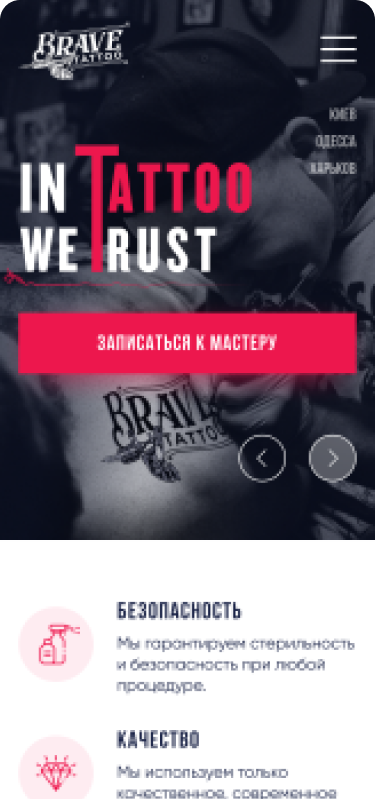 BRAVE
TATTOO
КИЕВ
ОДЕССА
ХАРЬКОВ
IN TATTOO
WE TRUST
ЗАПИСАТЬСЯ К МАСТЕРУ
BRAVE
TATTOO
БЕЗОПАСНОСТЬ
Мы гарантируем стерильность
и безопасность при любой
процедуре.
КАЧЕСТВО
Мы используем только
качественное, современное